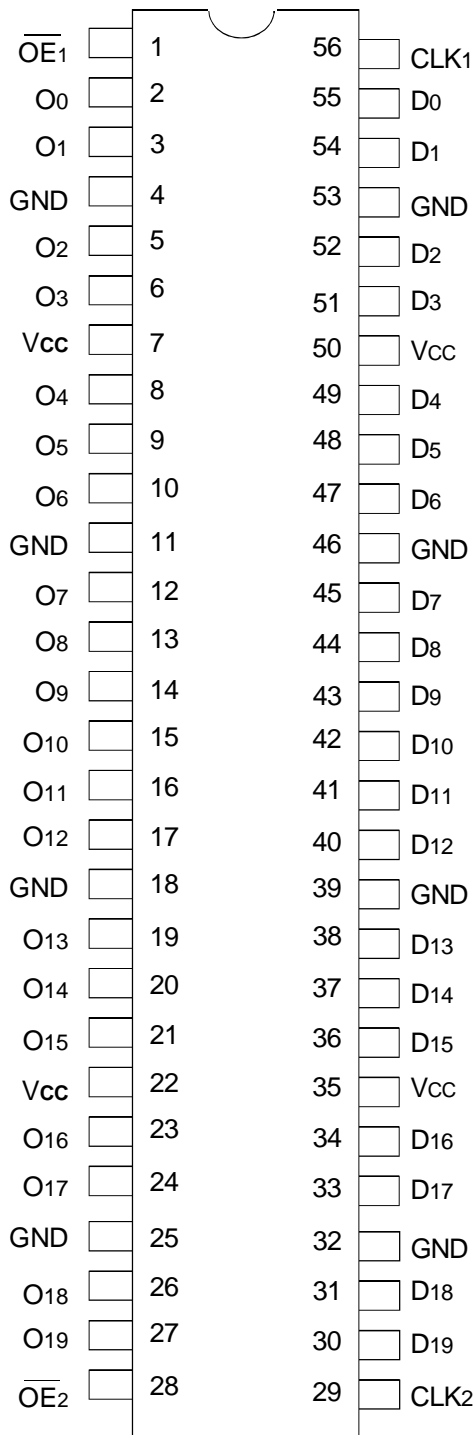 OE1 1 56 CLK1
O0 2 55 D0
O1 3 54 D1
GND 4 53 GND
O2 5 52 D2
O3 6 51 D3
Vcc 7 50 Vcc
O4 8 49 D4
O5 9 48 D5
O6 10 47 D6
GND 11 46 GND
O7 12 45 D7
O8 13 44 D8
O9 14 43 D9
O10 15 42 D10
O11 16 41 D11
O12 17 40 D12
GND 18 39 GND
O13 19 38 D13
O14 20 37 D14
O15 21 36 D15
Vcc 22 35 Vcc
O16 23 34 D16
O17 24 33 D17
GND 25 32 GND
O18 26 31 D18
O19 27 30 D19
OE2 28 29 CLK2